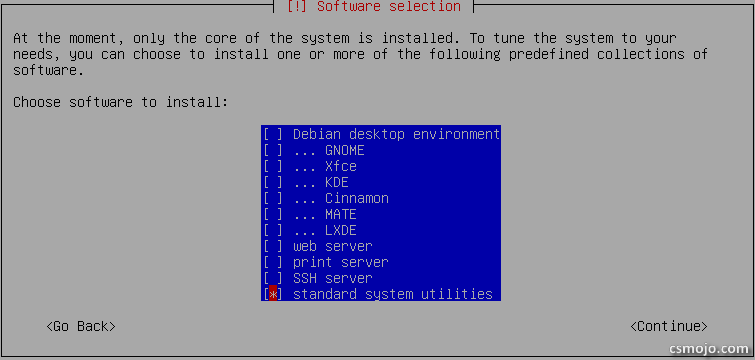 [!] Software selection
At the moment, only the core of the system is installed. To tune the system to your
needs, you can choose to install one or more of the following predefined collections of
software.
Choose software to install:
[ ] Debian desktop environment
[ ] ... GNOME
[ ] ... Xfce
[ ] ... KDE
[ ] ... Cinnamon
[ ] ... MATE
[ ] ... LXDE
[ ] web server
[ ] print server
[ ] SSH server
[*] standard system utilities
<Go Back> <Continue>
csmojo.com